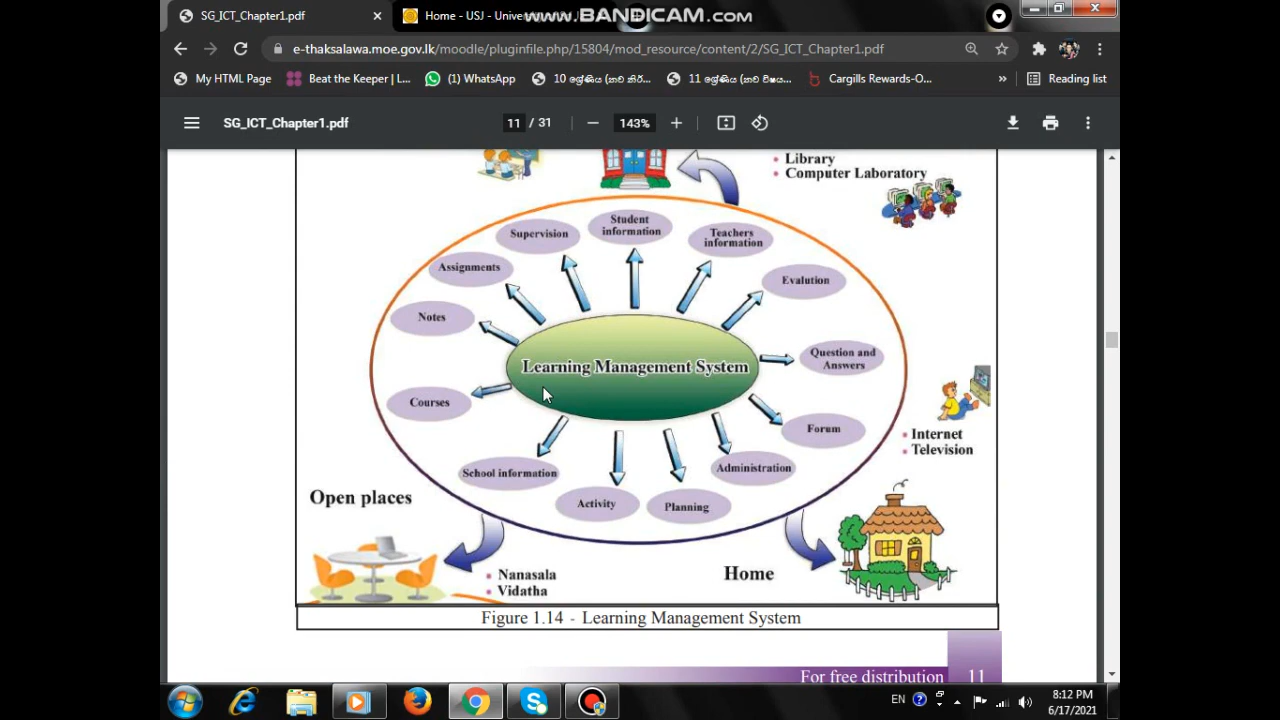 SG_ICT_Chapter1.pdf
Home - USJ - Univer
www.BANDICAM.com
e-thaksalawa.moe.gov.lk/moodle/pluginfile.php/15804/mod_resource/content/2/SG_ICT_Chapter1.pdf
My HTML Page
Beat the Keeper | L...
(1) WhatsApp
10 ශ්‍රේණිය
11 ශ්‍රේණිය
Cargills Rewards-O...
»
Reading list
SG_ICT_Chapter1.pdf
11 / 31
143%
Library
Computer Laboratory
Student
information
Supervision
Teachers
information
Assignments
Evalution
Notes
Question and
Answers
Learning Management System
Courses
Forum
Internet
Television
School information
Administration
Activity
Planning
Open places
Nanasala
Vidatha
Home
Figure 1.14 - Learning Management System
For free distribution
11
EN
8:12 PM
6/17/2021